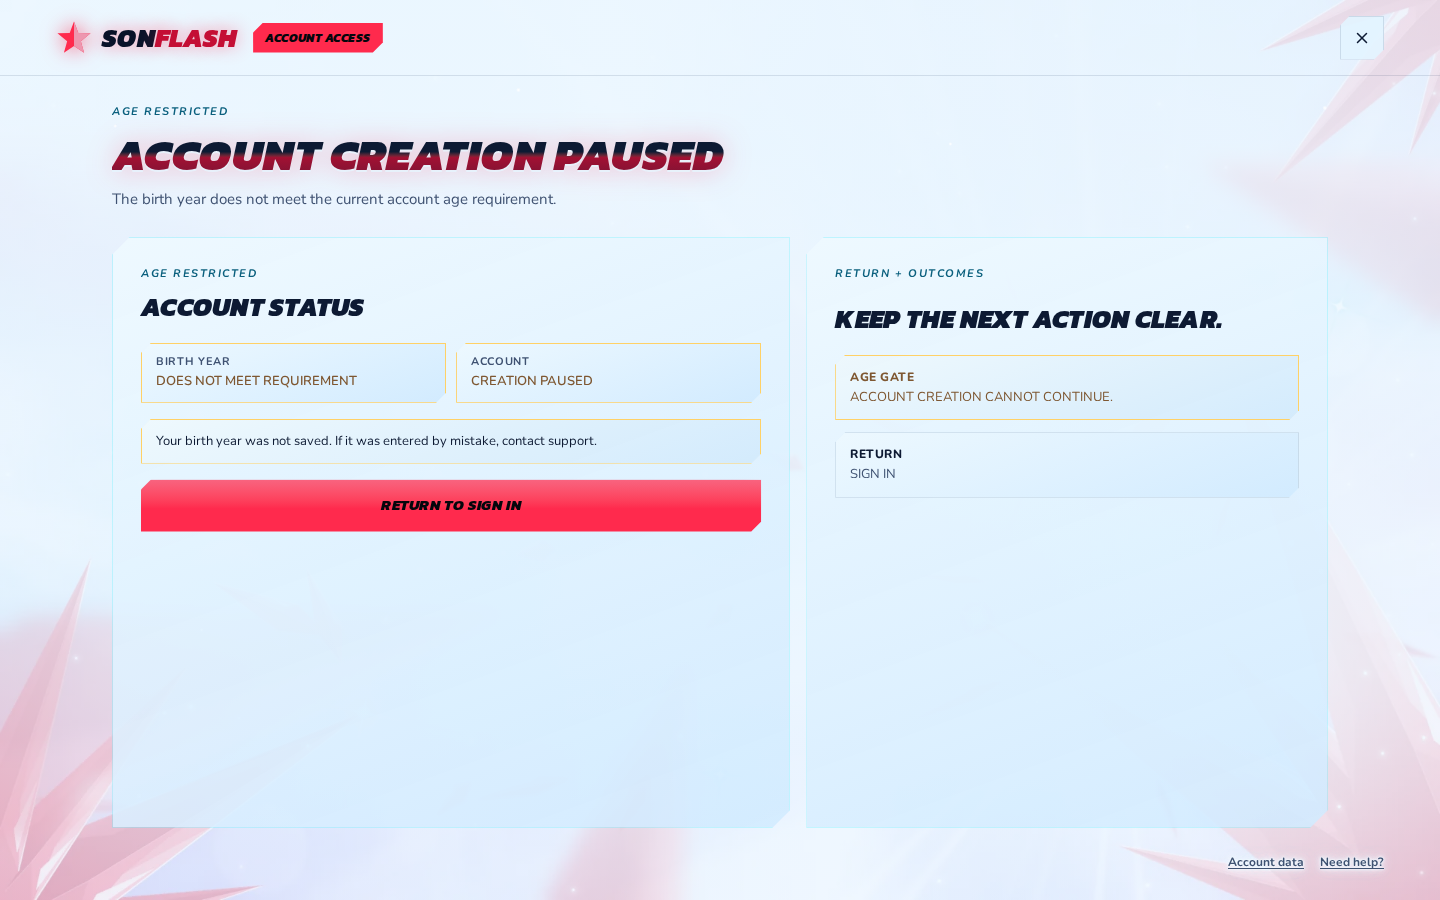 SONFLASH
ACCOUNT ACCESS
AGE RESTRICTED
ACCOUNT CREATION PAUSED
The birth year does not meet the current account age requirement.
AGE RESTRICTED
ACCOUNT STATUS
BIRTH YEAR
DOES NOT MEET REQUIREMENT
ACCOUNT
CREATION PAUSED
Your birth year was not saved. If it was entered by mistake, contact support.
RETURN TO SIGN IN
RETURN + OUTCOMES
KEEP THE NEXT ACTION CLEAR.
AGE GATE
ACCOUNT CREATION CANNOT CONTINUE.
RETURN
SIGN IN
Account data
Need help?